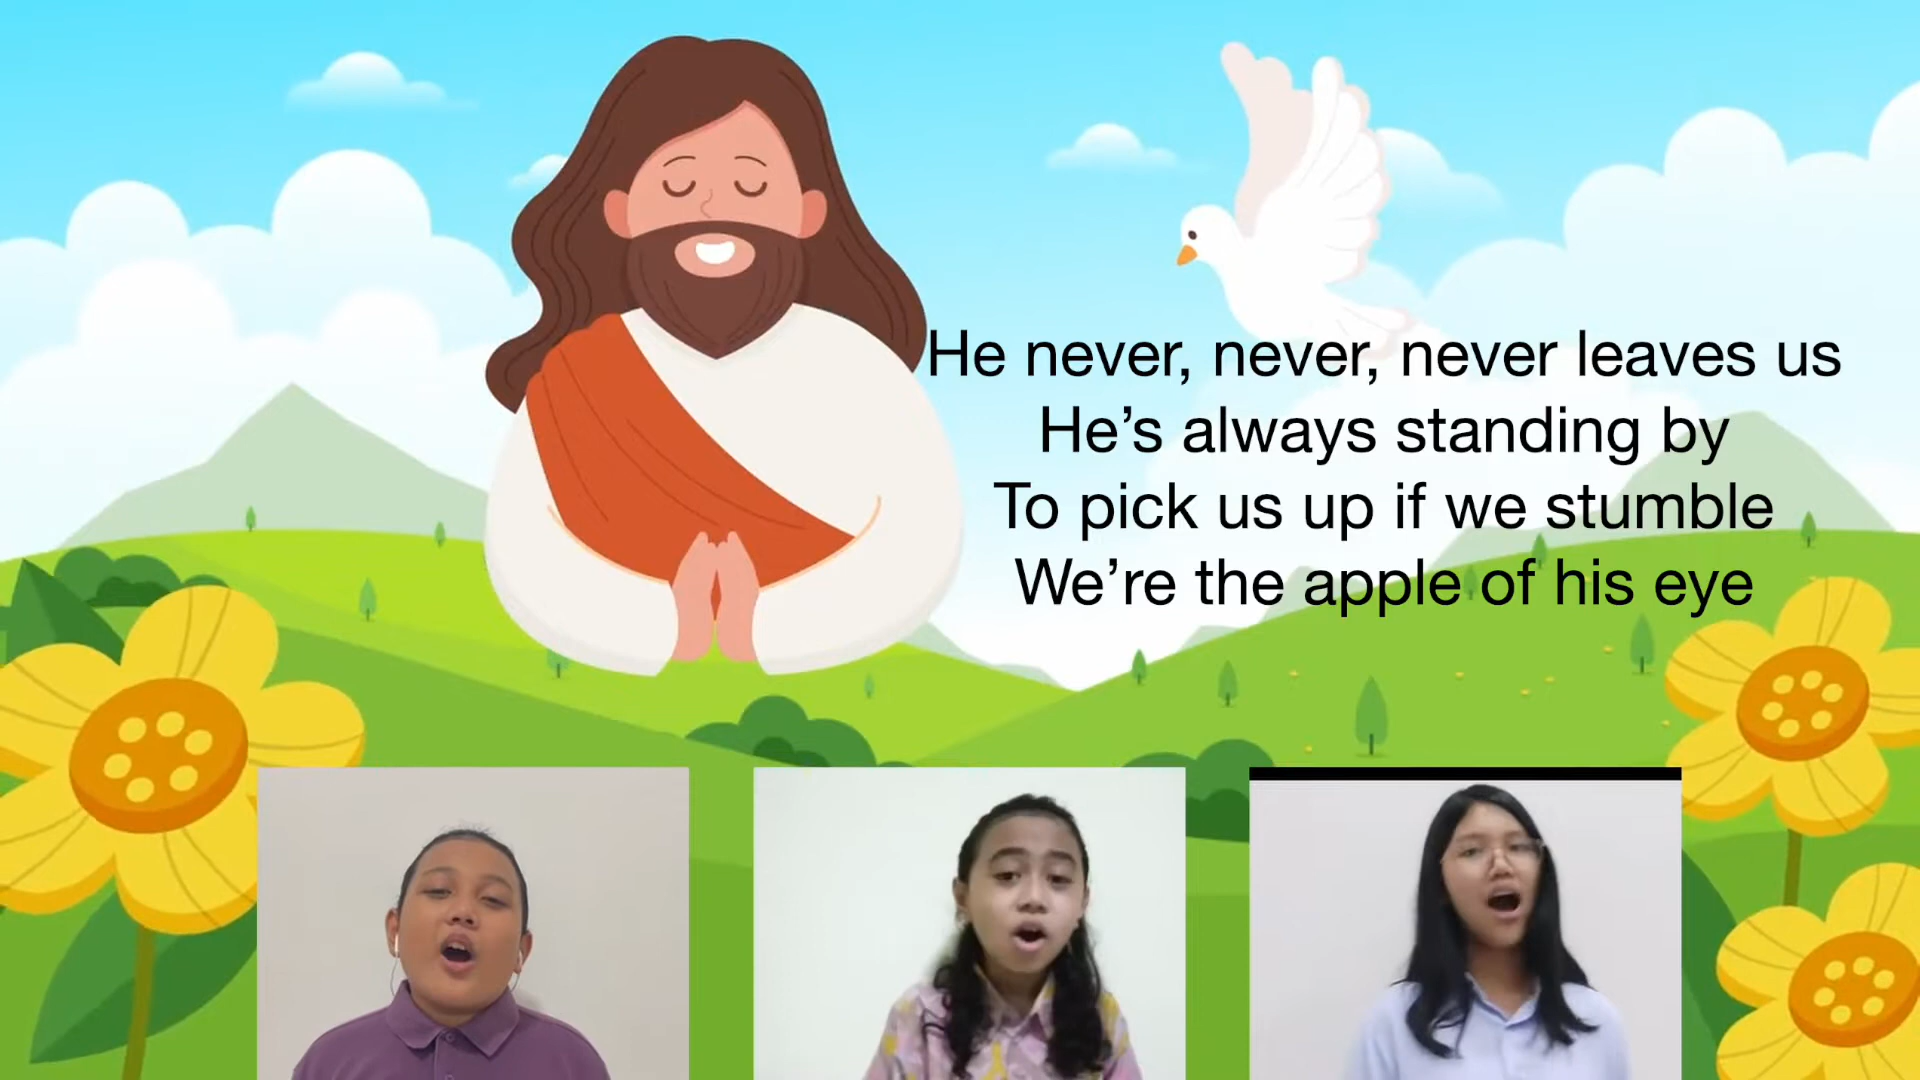 He never, never, never leaves us
He’s always standing by
To pick us up if we stumble
We’re the apple of his eye